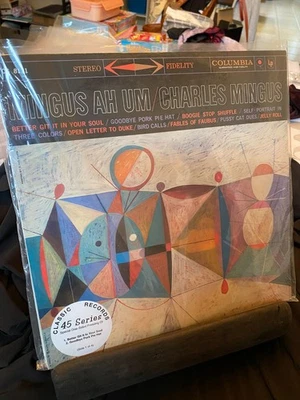 STEREO FIDELITY COLUMBIA
MINGUS AH UM/CHARLES MINGUS
BETTER GIT IT IN YOUR SOUL / GOODBYE PORK PIE HAT / BOOGIE STOP SHUFFLE / SELF-PORTRAIT IN
THREE COLORS/OPEN LETTER TO DUKE/BIRD CALLS/FABLES OF FAUBUS/PUSSY CAT DUES/JELLY ROLL
CLASSIC RECORDS
45 Series